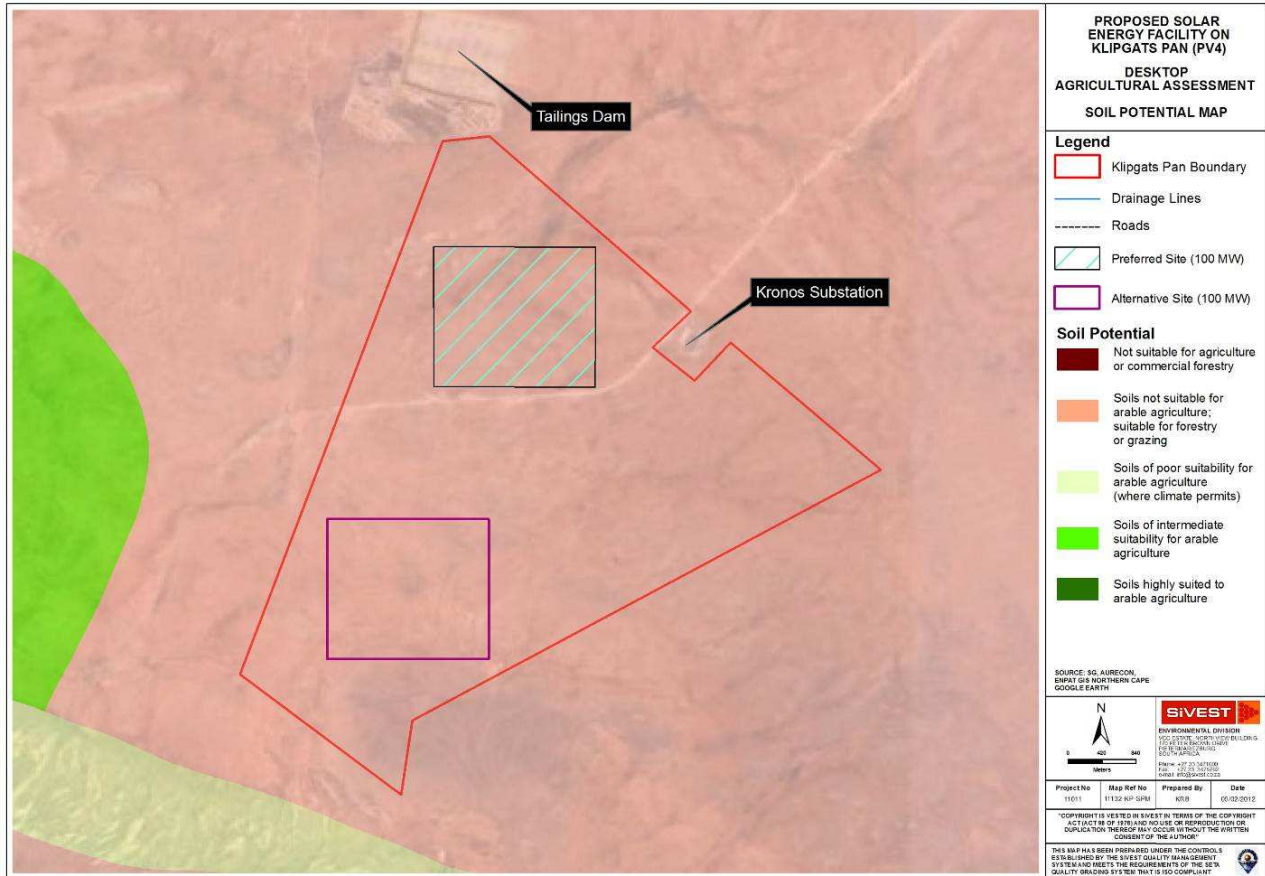 Tailings Dam
Kronos Substation
PROPOSED SOLAR
ENERGY FACILITY ON
KLIPGATS PAN (PV4)
DESKTOP
AGRICULTURAL ASSESSMENT
SOIL POTENTIAL MAP
Legend
Klipgats Pan Boundary
Drainage Lines
Roads
Preferred Site (100 MW)
Alternative Site (100 MW)
Soil Potential
Not suitable for agriculture
or commercial forestry
Soils not suitable for
arable agriculture;
suitable for forestry
or grazing
Soils of poor suitability for
arable agriculture
(where climate permits)
Soils of intermediate
suitability for arable
agriculture
Soils highly suited to
arable agriculture
SOURCE: SG, AURECON,
ENPAT GIS NORTHERN CAPE
GOOGLE EARTH
N
0 420 840
Meters
SiVEST
ENVIRONMENTAL DIVISION
SOUTH AFRICA
Project No
Map Ref No
Prepared By
Date
11011
11132 KP SPM
KRB
"COPYRIGHT IS VESTED IN SIVEST IN TERMS OF THE COPYRIGHT
ACT (ACT 98 OF 1978) AND NO USE OR REPRODUCTION OR
DUPLICATION THEREOF MAY OCCUR WITHOUT THE WRITTEN
CONSENT OF THE AUTHOR"
THIS MAP HAS BEEN PREPARED UNDER THE CONTROLS
ESTABLISHED BY THE SIVEST QUALITY MANAGEMENT
SYSTEM AND MEETS THE REQUIREMENTS OF THE SETA
QUALITY GRADING SYSTEM THAT IS ISO COMPLIANT